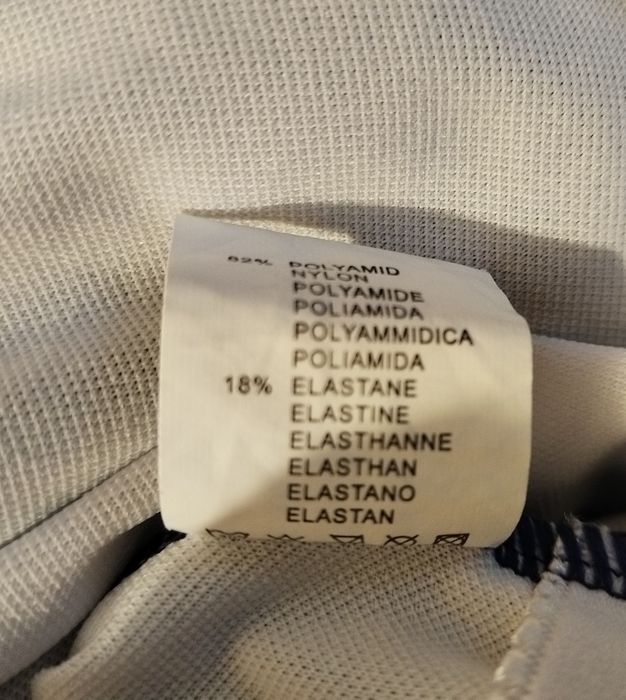 82% POLYAMID
NYLON
POLYAMIDE
POLIAMIDA
POLYAMMIDICA
POLIAMIDA
18% ELASTANE
ELASTINE
ELASTHANNE
ELASTHAN
ELASTANO
ELASTAN